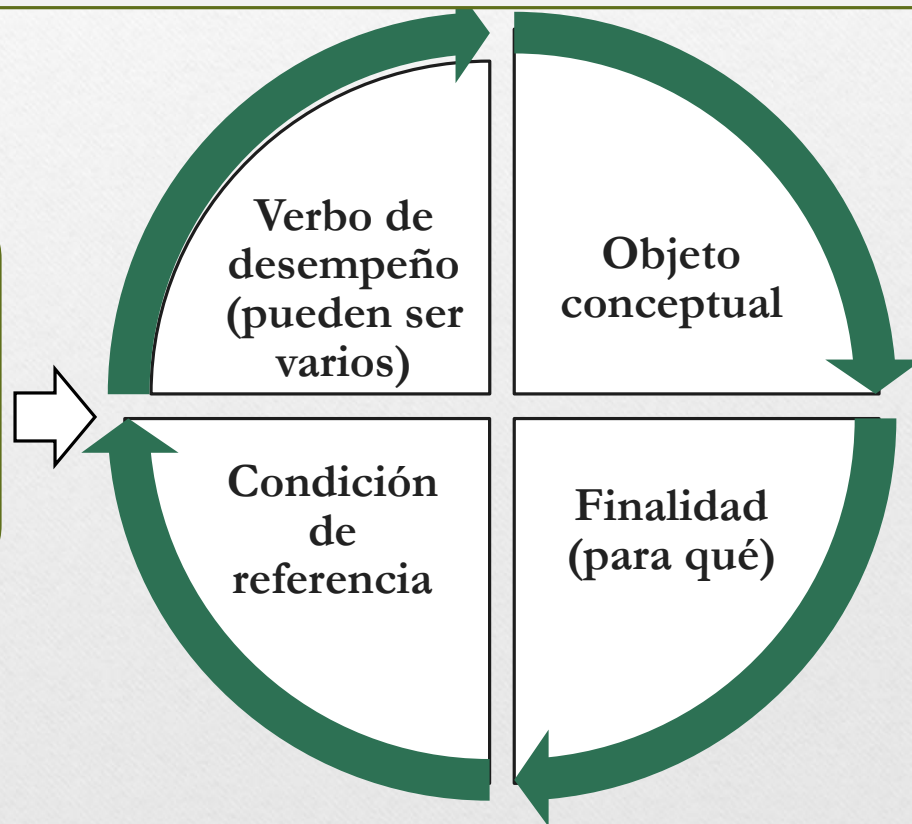 Verbo de
desempeño
(pueden ser
varios)
Objeto
conceptual
Condición
de
referencia
Finalidad
(para qué)